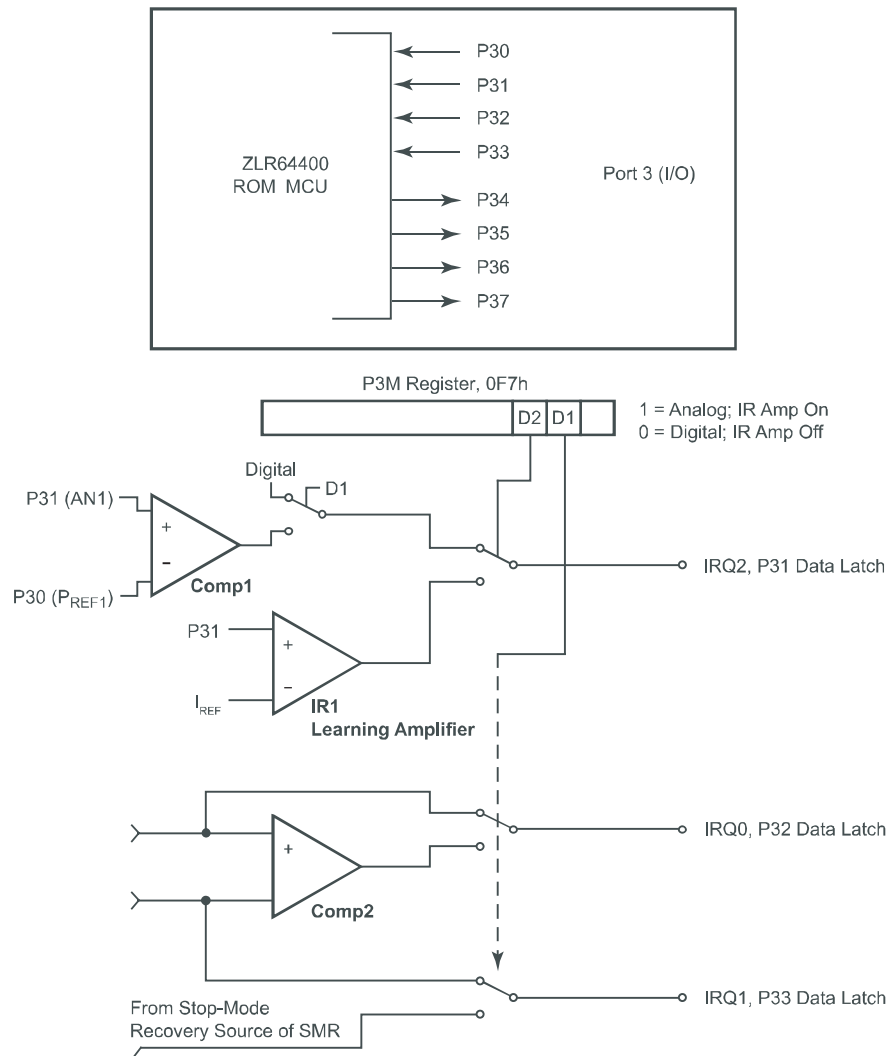 P30
P31
P32
P33
ZLR64400
ROM MCU
Port 3 (I/O)
P34
P35
P36
P37
P3M Register, 0F7h
D2 D1
1 = Analog; IR Amp On
0 = Digital; IR Amp Off
Digital
D1
P31 (AN1)
+
-
Comp1
P30 (PREF1)
IRQ2, P31 Data Latch
P31
+
-
IREF
IR1
Learning Amplifier
IRQ0, P32 Data Latch
+
Comp2
From Stop-Mode
Recovery Source of SMR
IRQ1, P33 Data Latch